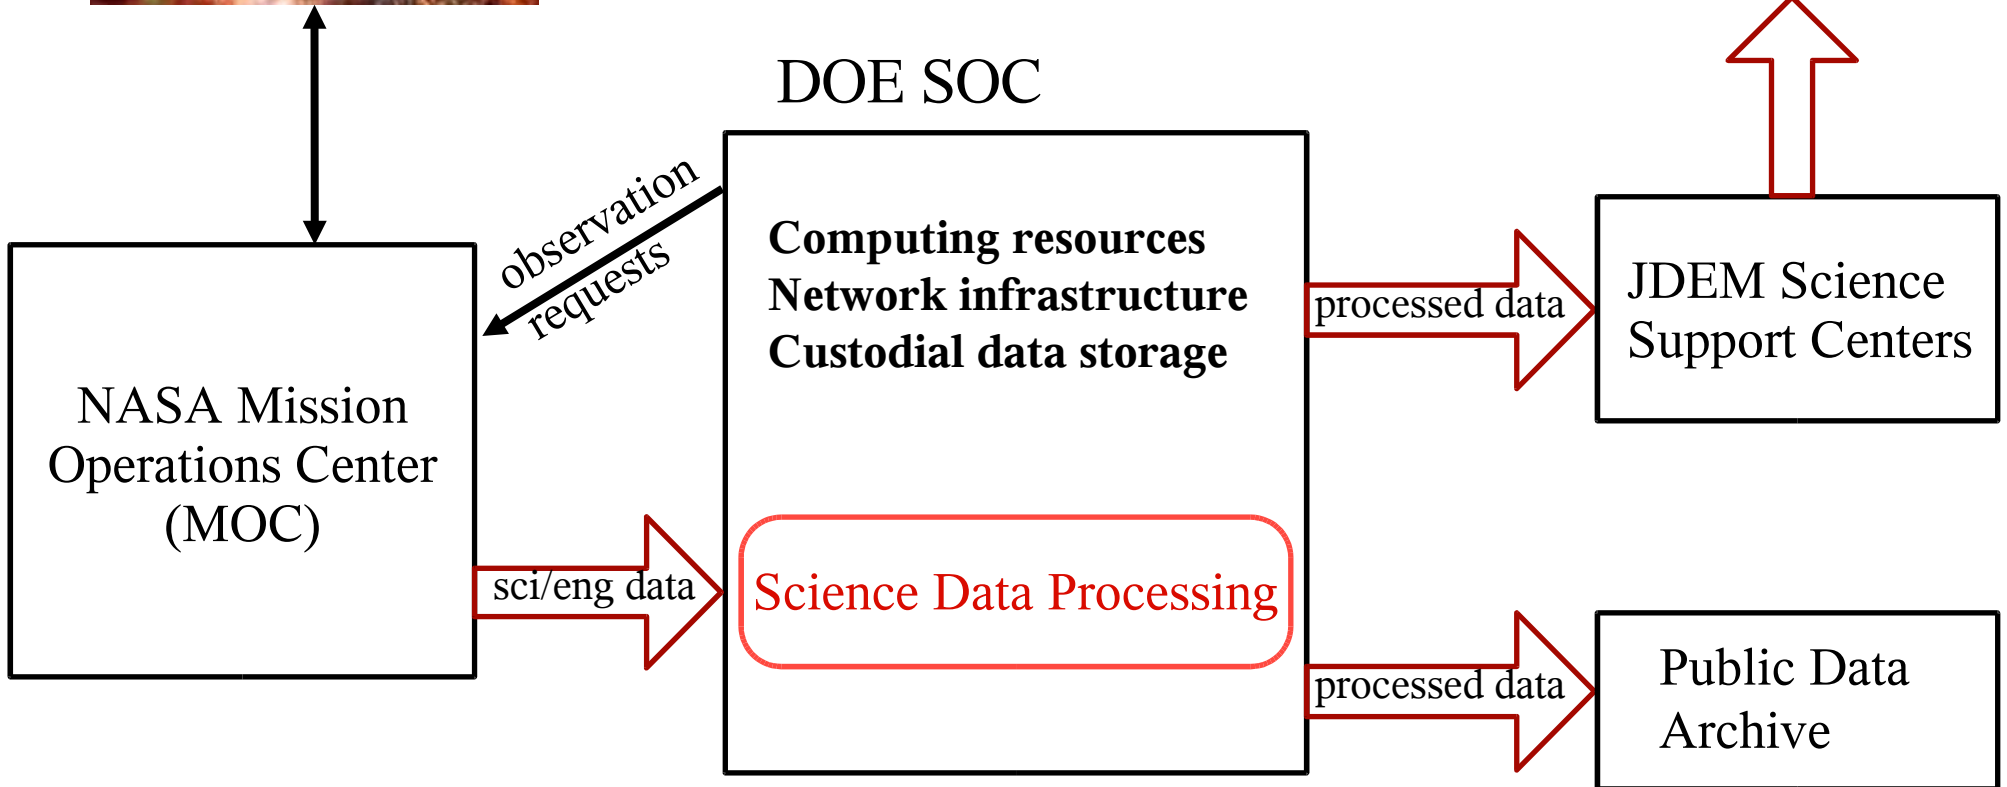 DOE SOC
observation
requests
Computing resources
Network infrastructure
Custodial data storage
processed data
JDEM Science
Support Centers
NASA Mission
Operations Center
(MOC)
sci/eng data
Science Data Processing
processed data
Public Data
Archive